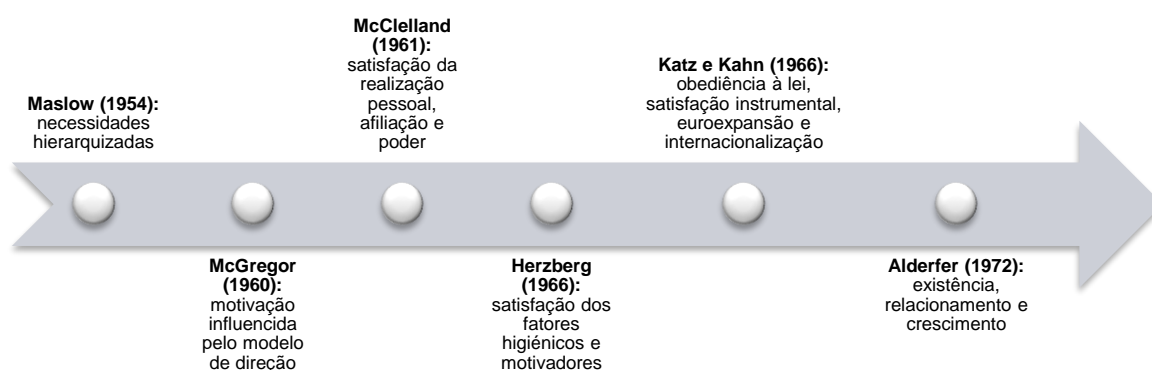 Maslow (1954):
necessidades
hierarquizadas
McGregor
(1960):
motivação
influencida
pelo modelo
de direção
McClelland
(1961):
satisfação da
realização
pessoal,
afiliação e
poder
Herzberg
(1966):
satisfação dos
fatores
higiénicos e
motivadores
Katz e Kahn (1966):
obediência à lei,
satisfação instrumental,
euroexpansão e
internacionalização
Alderfer (1972):
existência,
relacionamento e
crescimento